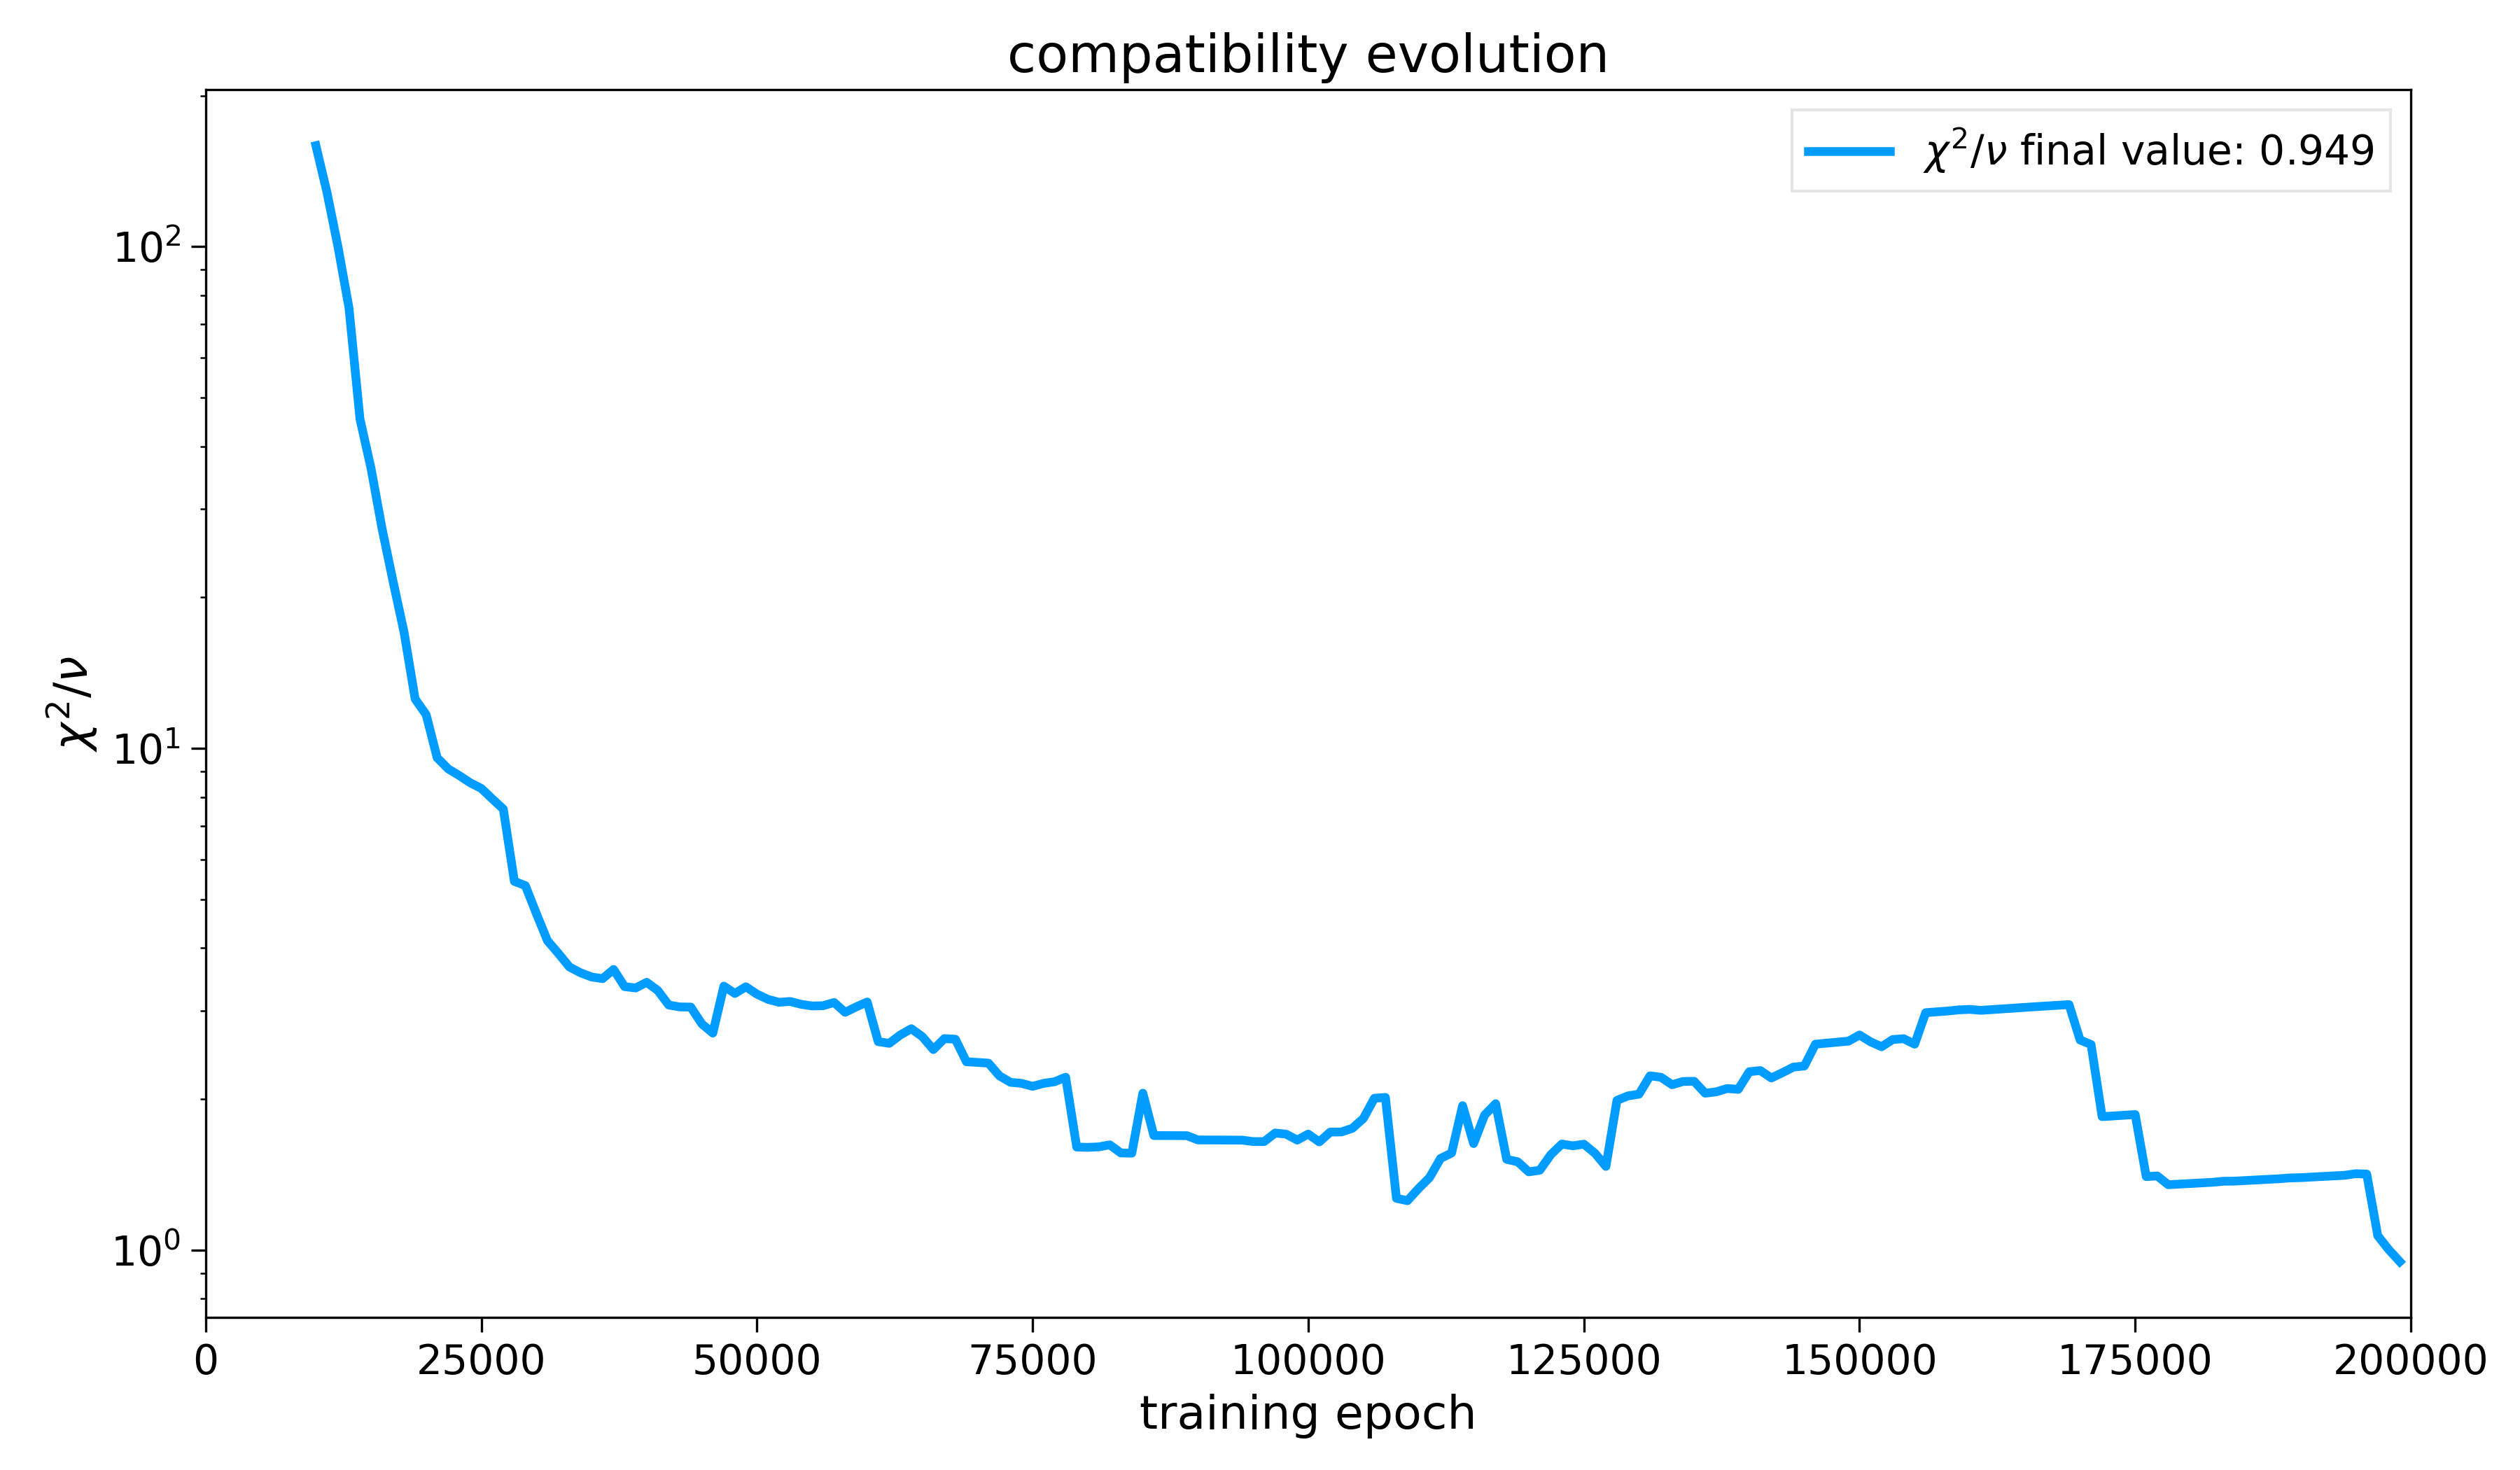 compatibility evolution
χ²/ν final value: 0.949
10²
10¹
10⁰
χ²/ν
0 25000 50000 75000 100000 125000 150000 175000 200000
training epoch